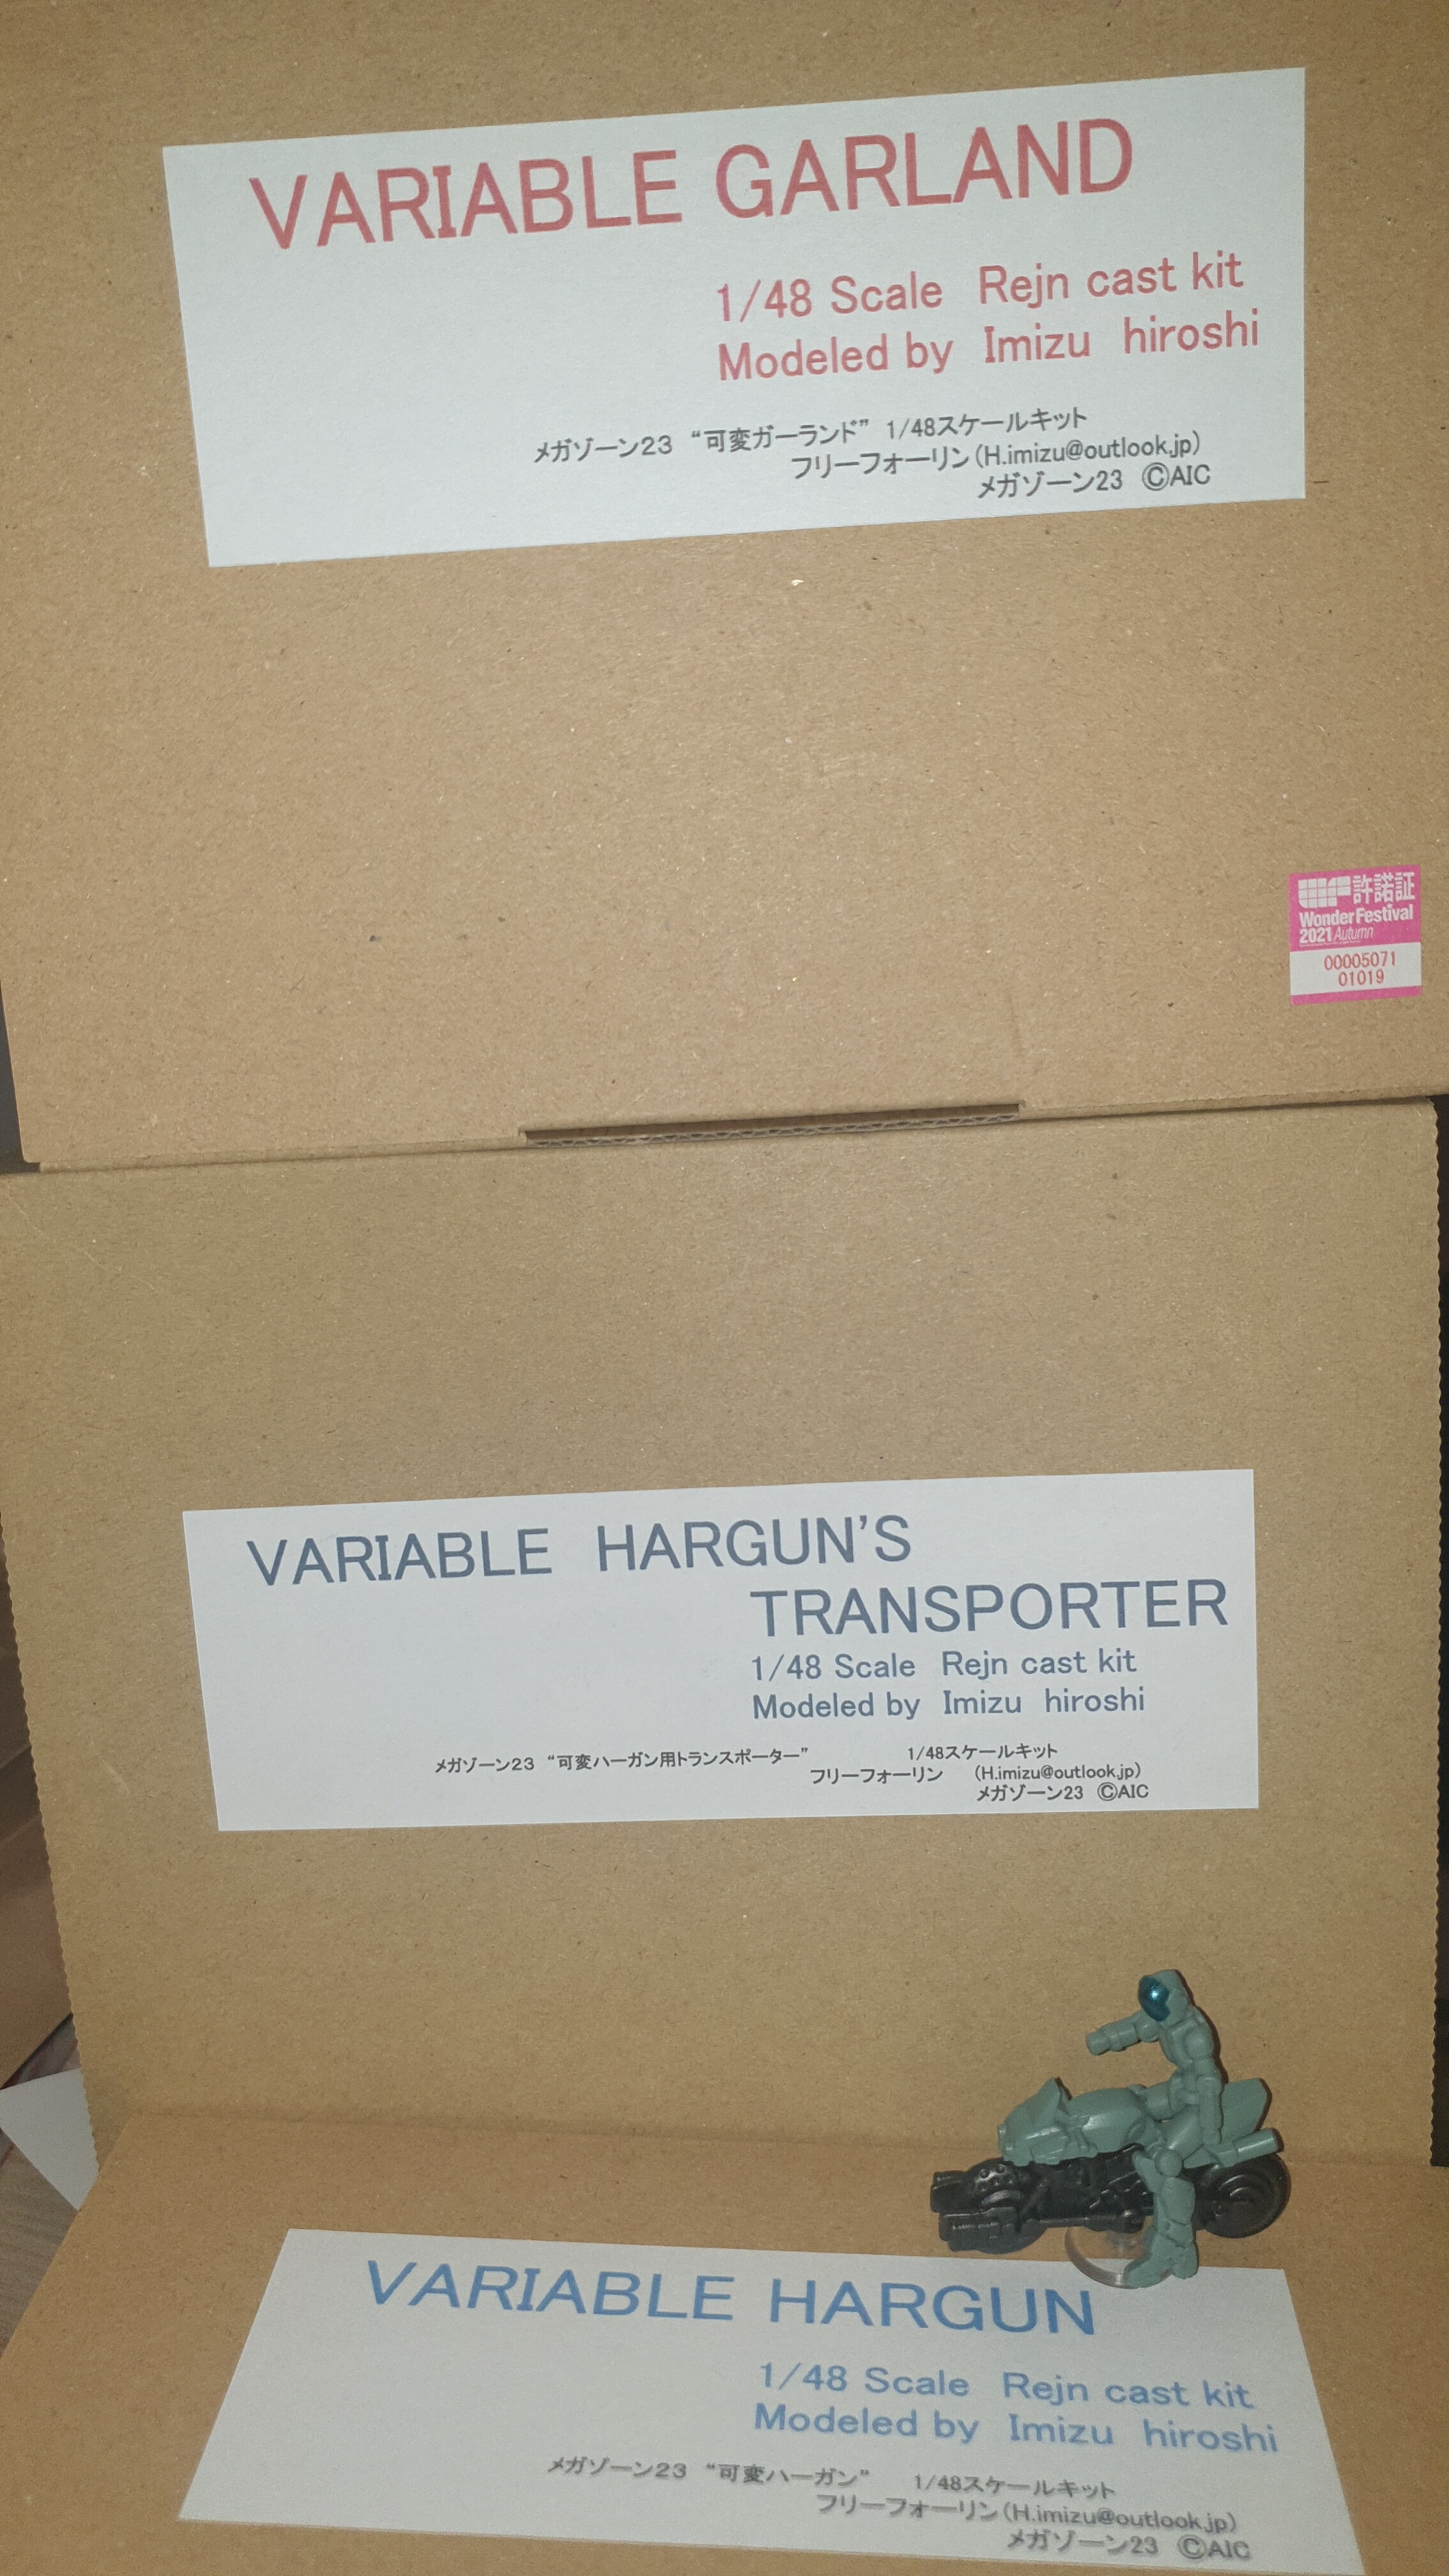 VARIABLE GARLAND
1/48 Scale Rejn cast kit
Modeled by Imizu hiroshi
メガゾーン23 “可変ガーランド” 1/48スケールキット
フリーフォーリン(H.imizu@outlook.jp)
メガゾーン23 ©AIC
許諾証
Wonder Festival
2021 Autumn
00005071
01019
VARIABLE HARGUN’S
TRANSPORTER
1/48 Scale Rejn cast kit
Modeled by Imizu hiroshi
メガゾーン23 “可変ハーガン用トランスポーター” 1/48スケールキット
フリーフォーリン (H.imizu@outlook.jp)
メガゾーン23 ©AIC
VARIABLE HARGUN
1/48 Scale Rejn cast kit
Modeled by Imizu hiroshi
メガゾーン23 “可変ハーガン” 1/48スケールキット
フリーフォーリン(H.imizu@outlook.jp)
メガゾーン23 ©AIC